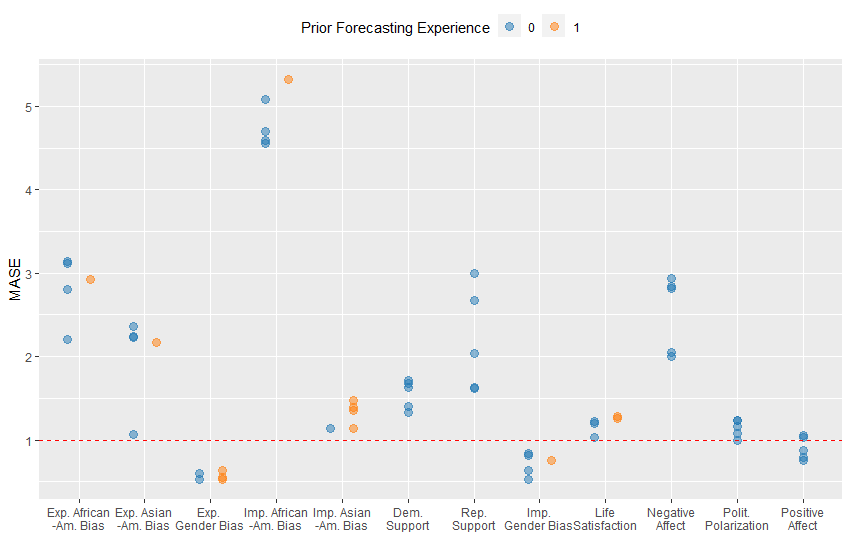 Prior Forecasting Experience 0 1
MASE
5
4
3
2
1
Exp. African
-Am. Bias
Exp. Asian
-Am. Bias
Exp.
Gender Bias
Imp. African
-Am. Bias
Imp. Asian
-Am. Bias
Dem.
Support
Rep.
Support
Imp.
Gender Bias
Life
Satisfaction
Negative
Affect
Polit.
Polarization
Positive
Affect